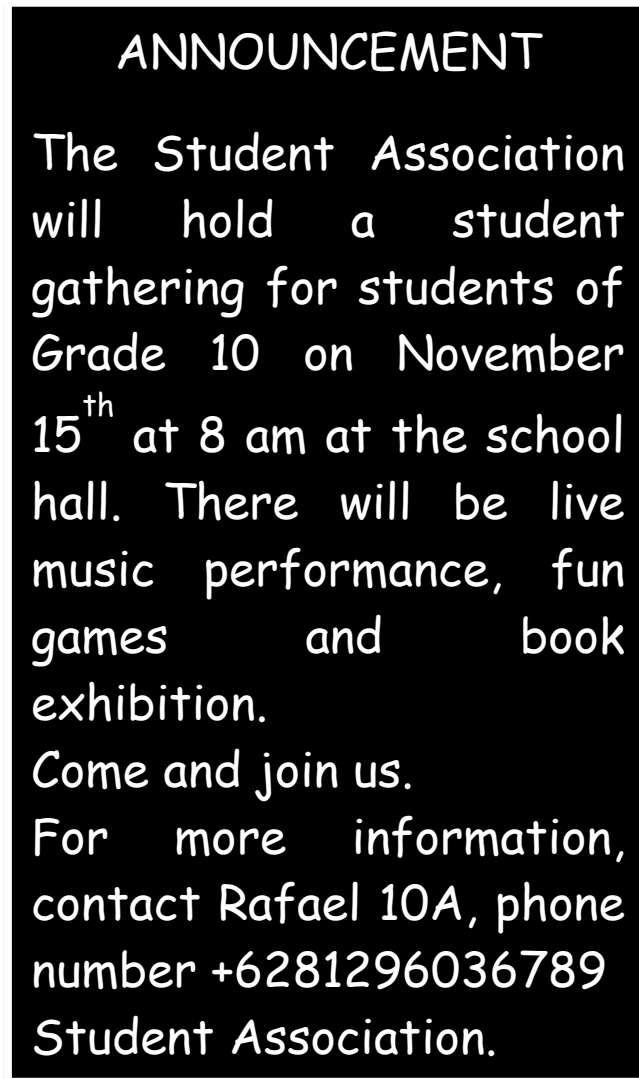 ANNOUNCEMENT
The Student Association
will hold a student
gathering for students of
Grade 10 on November
15th at 8 am at the school
hall. There will be live
music performance, fun
games and book
exhibition.
Come and join us.
For more information,
contact Rafael 10A, phone
number +6281296036789
Student Association.